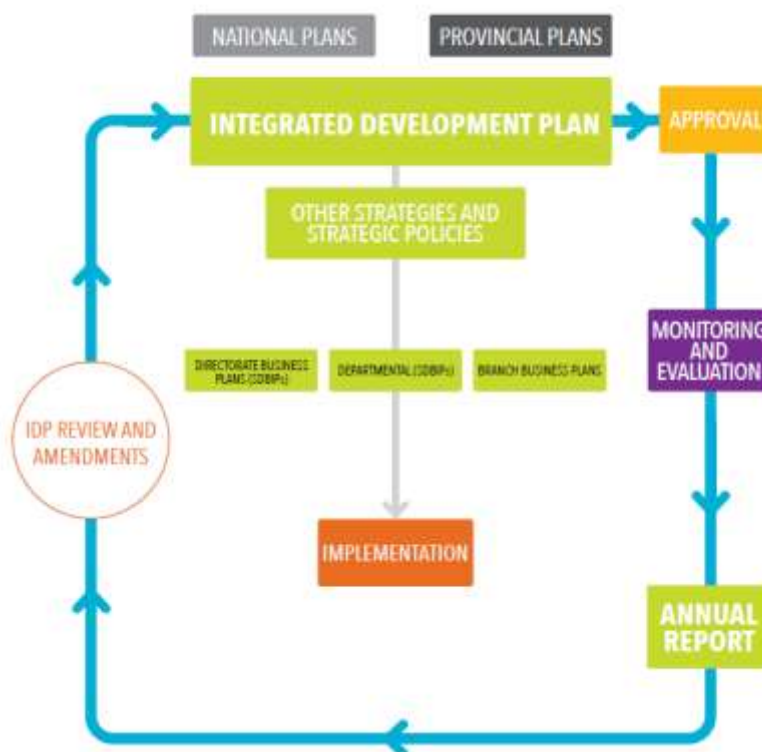 NATIONAL PLANS
PROVINCIAL PLANS
INTEGRATED DEVELOPMENT PLAN
APPROVAL
OTHER STRATEGIES AND
STRATEGIC POLICIES
MONITORING
AND
EVALUATION
DIRECTORATE BUSINESS
PLANS (SDBIPs)
DEPARTMENTAL (SDBIPs)
BRANCH BUSINESS PLANS
IDP REVIEW AND
AMENDMENTS
IMPLEMENTATION
ANNUAL
REPORT